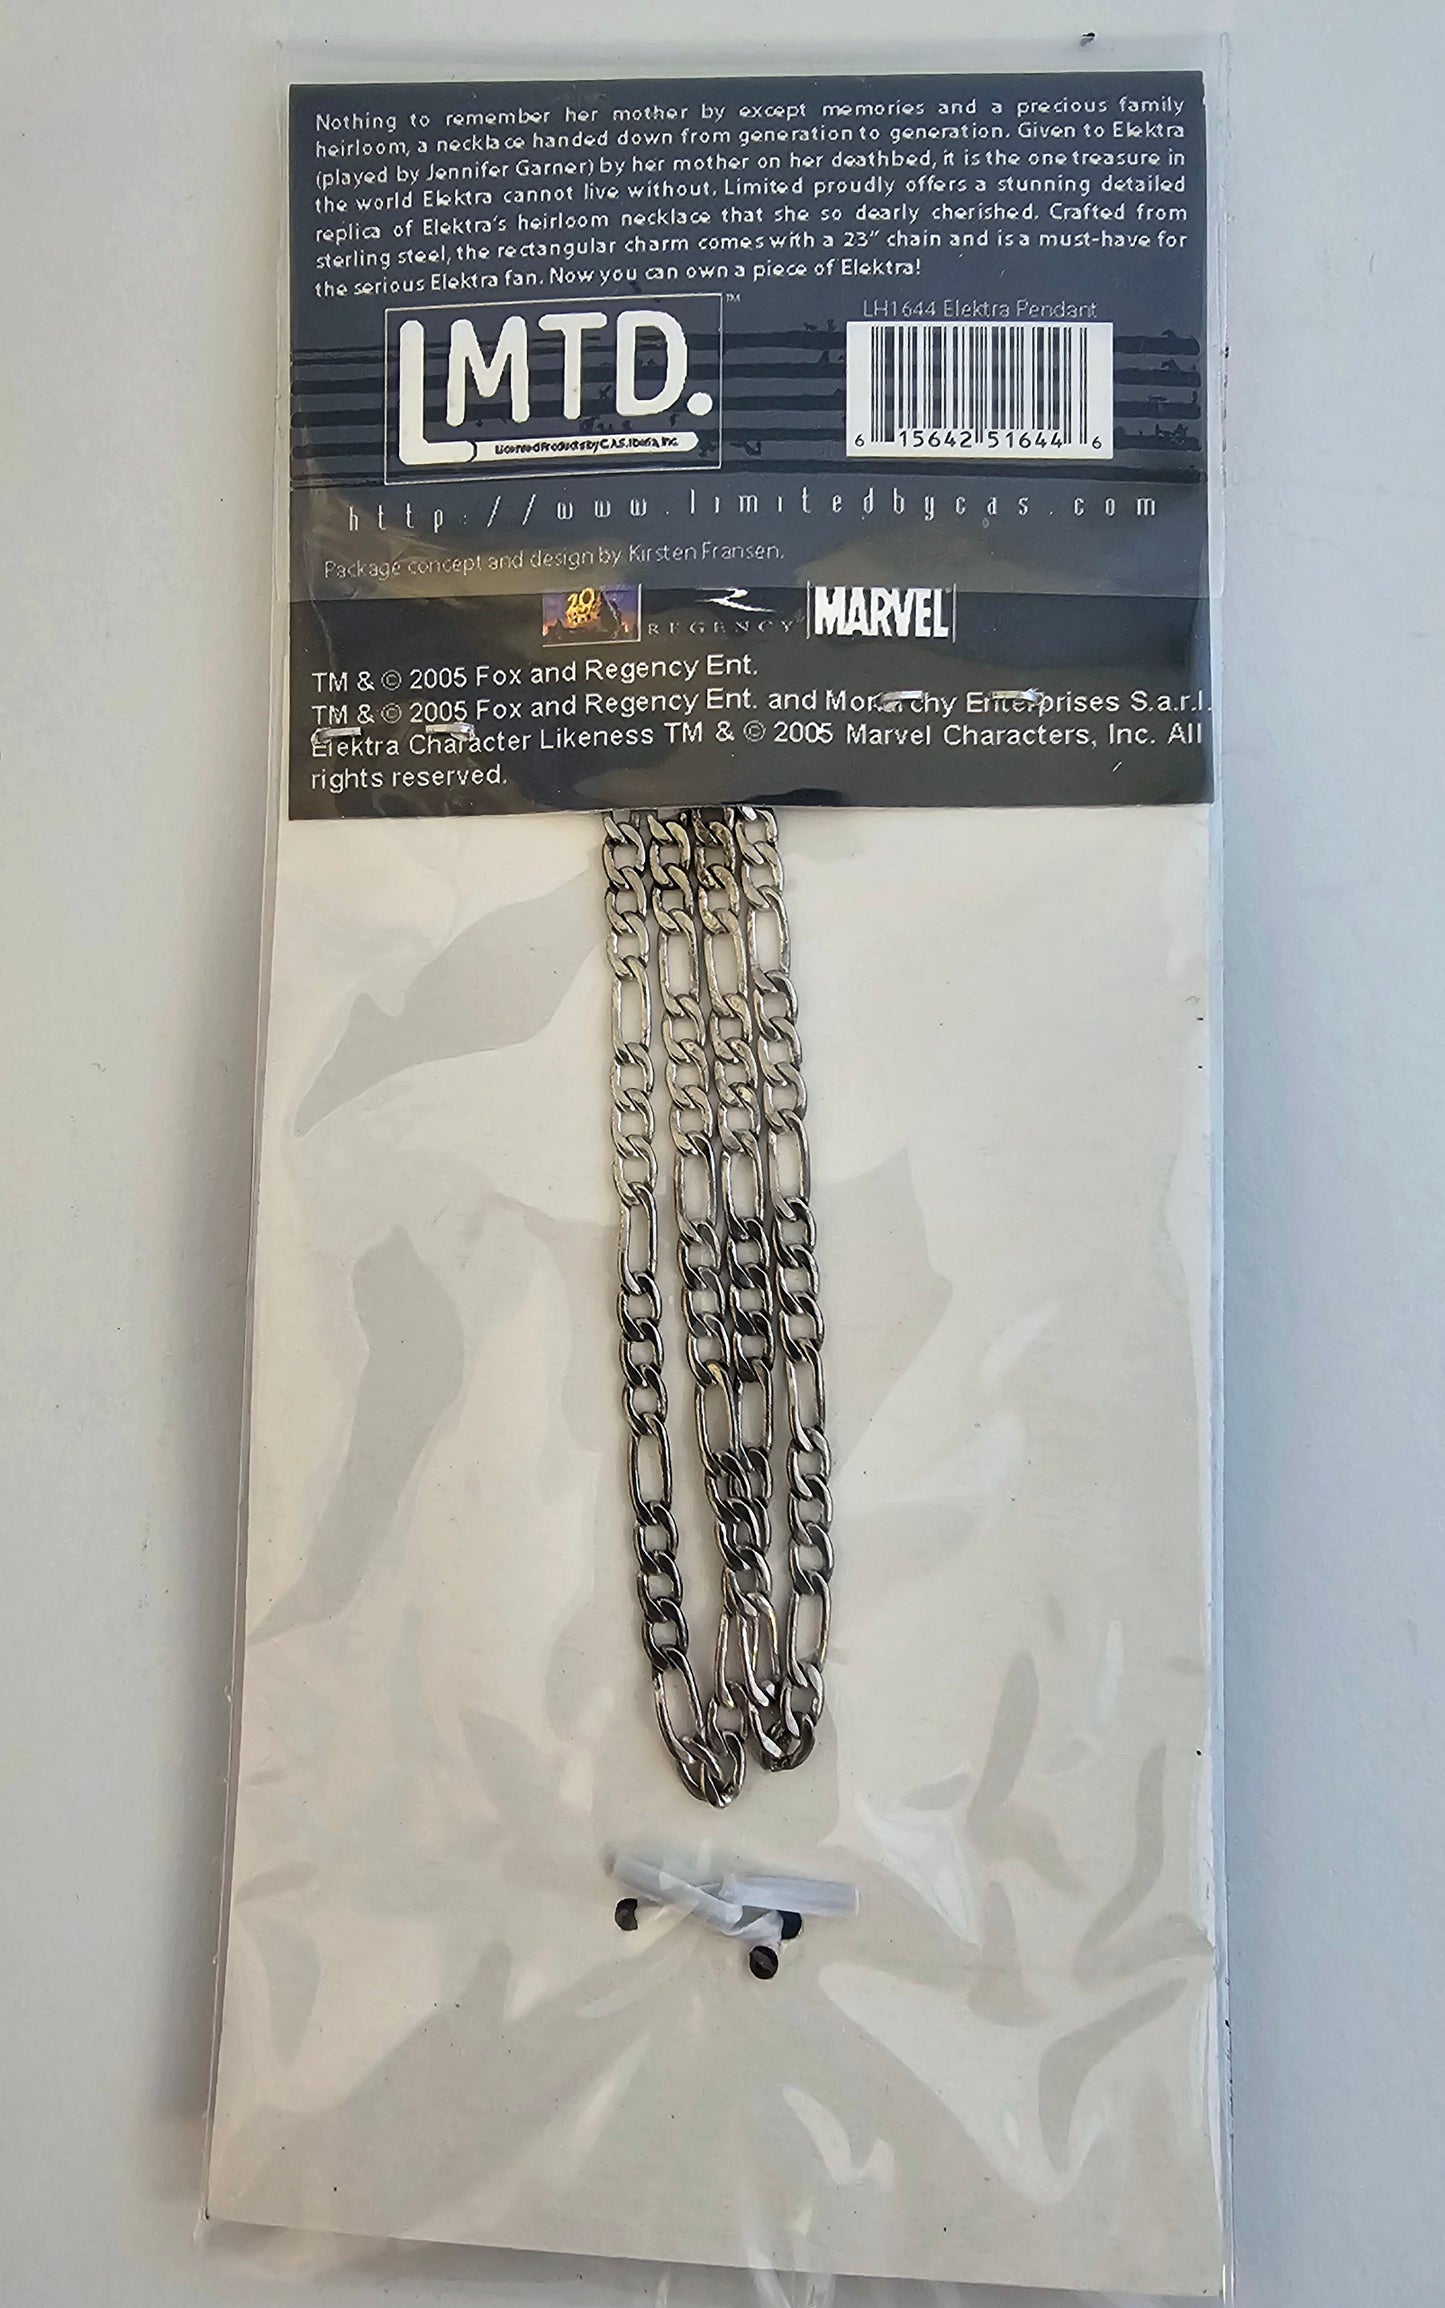 Nothing to remember her mother by except memories and a precious family
heirloom, a necklace handed down from generation to generation. Given to Elektra
(played by Jennifer Garner) by her mother on her deathbed, it is the one treasure in
the world Elektra cannot live without. Limited proudly offers a stunning detailed
replica of Elektra's heirloom necklace that she so dearly cherished. Crafted from
sterling steel, the rectangular charm comes with a 23" chain and is a must-have for
the serious Elektra fan. Now you can own a piece of Elektra!
LMTD.™
Licensed Products by C.A.S. Iberia, Inc.
LH1644 Elektra Pendant
6 15642 51644 6
http://www.limitedbycas.com
Package concept and design by Kirsten Fransen.
20
REGENCY
MARVEL
TM & © 2005 Fox and Regency Ent.
TM & © 2005 Fox and Regency Ent. and Monarchy Enterprises S.a.r.l.
Elektra Character Likeness TM & © 2005 Marvel Characters, Inc. All
rights reserved.